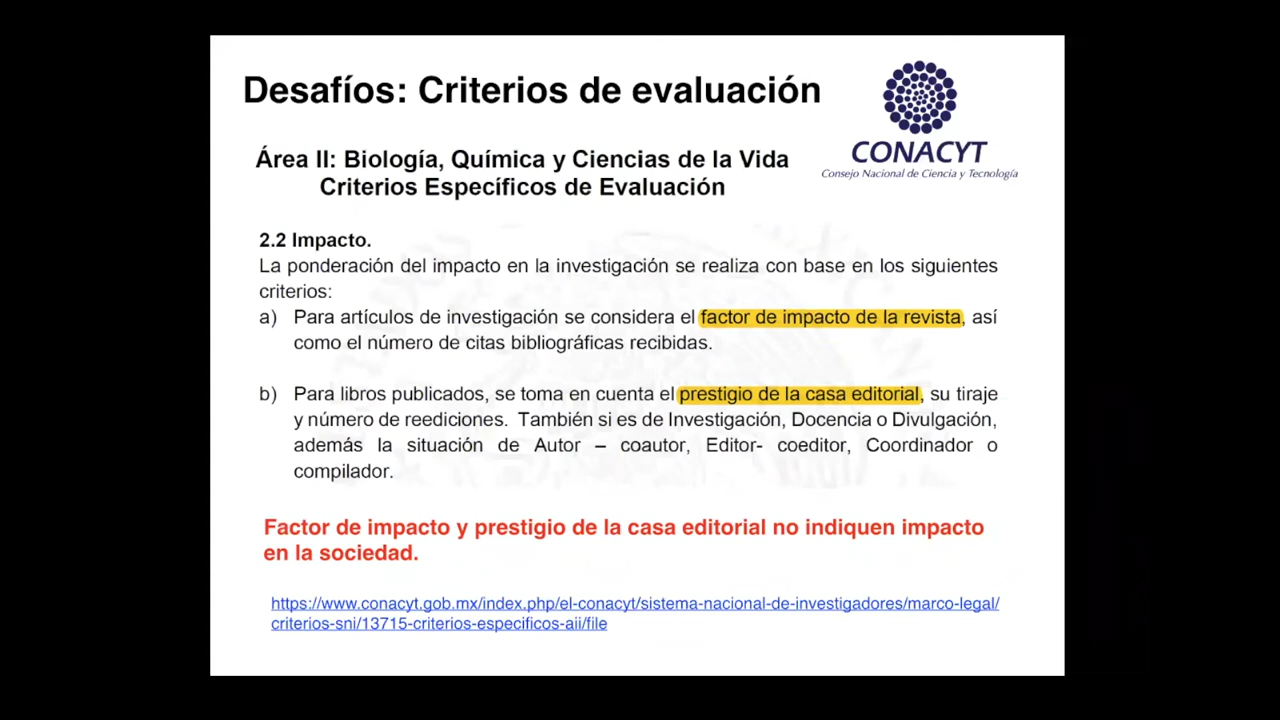 Desafíos: Criterios de evaluación
CONACYT
Consejo Nacional de Ciencia y Tecnología
Área II: Biología, Química y Ciencias de la Vida
Criterios Específicos de Evaluación
2.2 Impacto.
La ponderación del impacto en la investigación se realiza con base en los siguientes
criterios:
a) Para artículos de investigación se considera el factor de impacto de la revista, así
como el número de citas bibliográficas recibidas.
b) Para libros publicados, se toma en cuenta el prestigio de la casa editorial, su tiraje
y número de reediciones. También si es de Investigación, Docencia o Divulgación,
además la situación de Autor – coautor, Editor- coeditor, Coordinador o
compilador.
Factor de impacto y prestigio de la casa editorial no indiquen impacto
en la sociedad.
https://www.conacyt.gob.mx/index.php/el-conacyt/sistema-nacional-de-investigadores/marco-legal/
criterios-sni/13715-criterios-especificos-aii/file